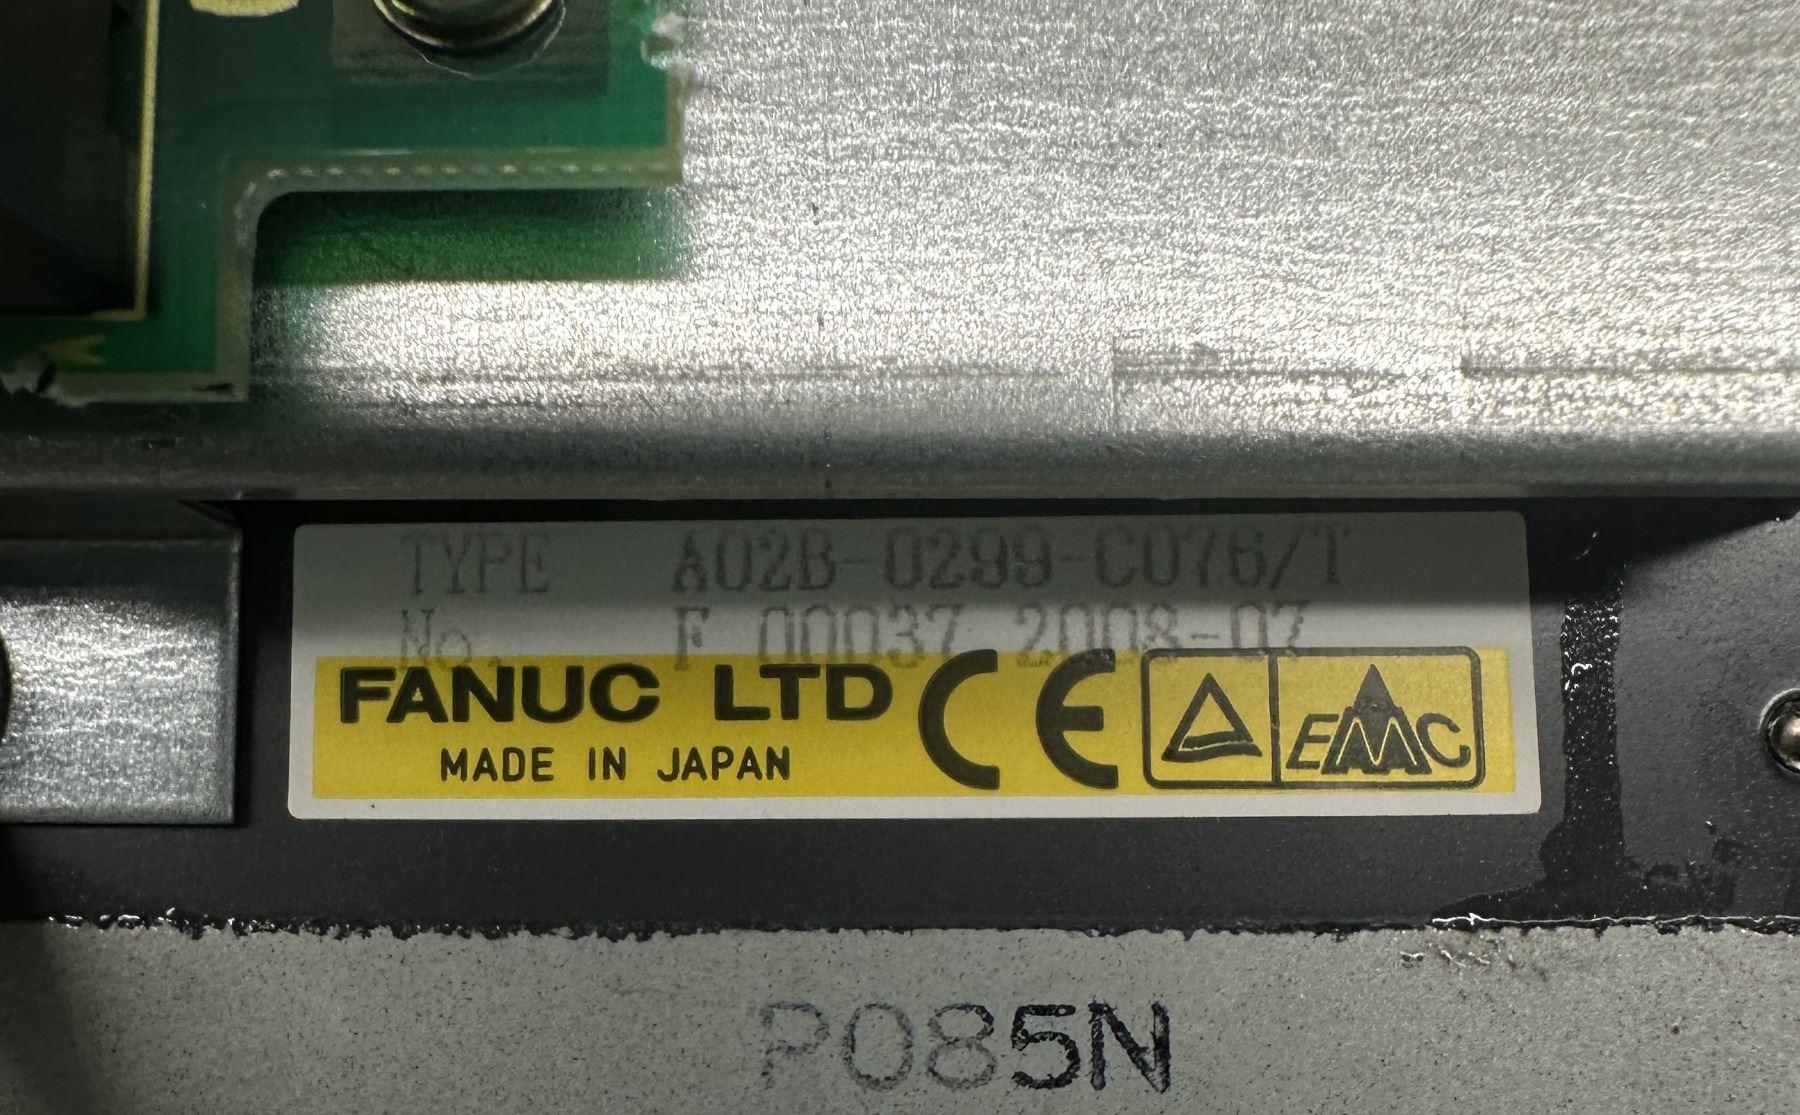 TYPE A02B-0299-C076/T
No. F 00037 2008-07
FANUC LTD CE EMC
MADE IN JAPAN
P085N